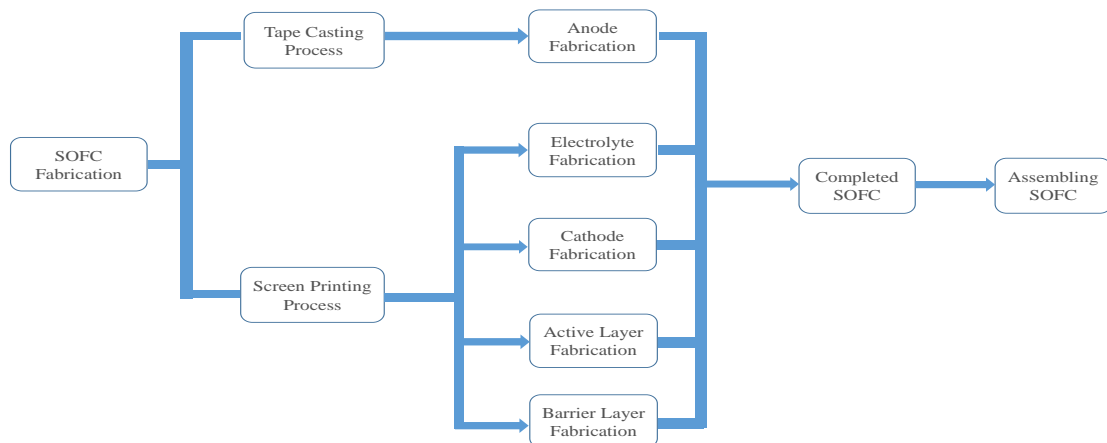 Tape Casting
Process
Anode
Fabrication
SOFC
Fabrication
Electrolyte
Fabrication
Completed
SOFC
Assembling
SOFC
Cathode
Fabrication
Screen Printing
Process
Active Layer
Fabrication
Barrier Layer
Fabrication